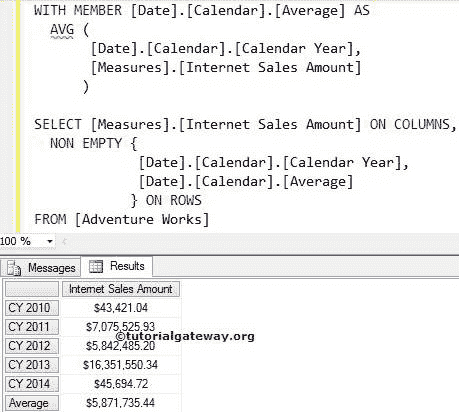 WITH MEMBER [Date].[Calendar].[Average] AS
AVG (
[Date].[Calendar].[Calendar Year],
[Measures].[Internet Sales Amount]
)
SELECT [Measures].[Internet Sales Amount] ON COLUMNS,
NON EMPTY {
[Date].[Calendar].[Calendar Year],
[Date].[Calendar].[Average]
} ON ROWS
FROM [Adventure Works]
100 %
Messages Results
Internet Sales Amount
CY 2010 $43,421.04
CY 2011 $7,075,525.93
©tutorialgateway.org
CY 2012 $5,842,485.20
CY 2013 $16,351,550.34
CY 2014 $45,694.72
Average $5,871,735.44